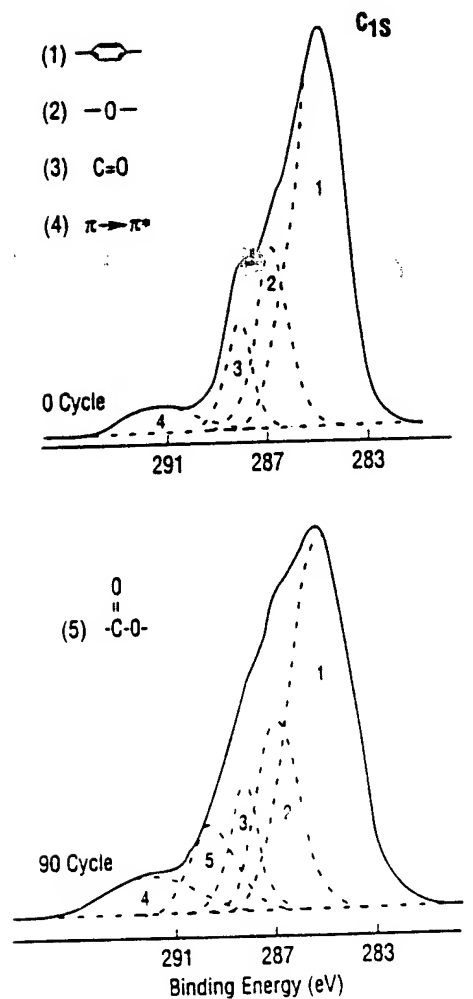 C1S
(1)
(2) -O-
(3) C=O
(4) π→π*
1
2
3
4
0 Cycle
291 287 283
O
=
(5) -C-O-
1
2
3
5
4
90 Cycle
291 287 283
Binding Energy (eV)